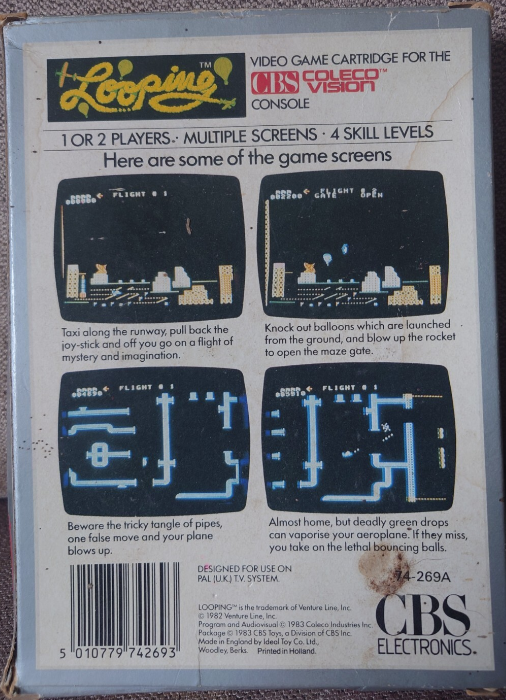 Looping™
VIDEO GAME CARTRIDGE FOR THE
CBS COLECO VISION™
CONSOLE
1 OR 2 PLAYERS · MULTIPLE SCREENS · 4 SKILL LEVELS
Here are some of the game screens
FLIGHT 0 1
000000
FLIGHT 0 2
002200 GATE OPEN
Taxi along the runway, pull back the
joy-stick and off you go on a flight of
mystery and imagination.
Knock out balloons which are launched
from the ground, and blow up the rocket
to open the maze gate.
FLIGHT 0 1
FLIGHT 0 1
Beware the tricky tangle of pipes,
one false move and your plane
blows up.
Almost home, but deadly green drops
can vaporise your aeroplane. If they miss,
you take on the lethal bouncing balls.
DESIGNED FOR USE ON
PAL (U.K.) T.V. SYSTEM.
74-269A
LOOPING™ is the trademark of Venture Line, Inc.
© 1982 Venture Line, Inc.
Program and Audiovisual © 1983 Coleco Industries Inc.
Package © 1983 CBS Toys, a Division of CBS Inc.
Made in England by Ideal Toy Co. Ltd.,
Woodley, Berks. Printed in Holland.
CBS
ELECTRONICS™
5 010779 742693